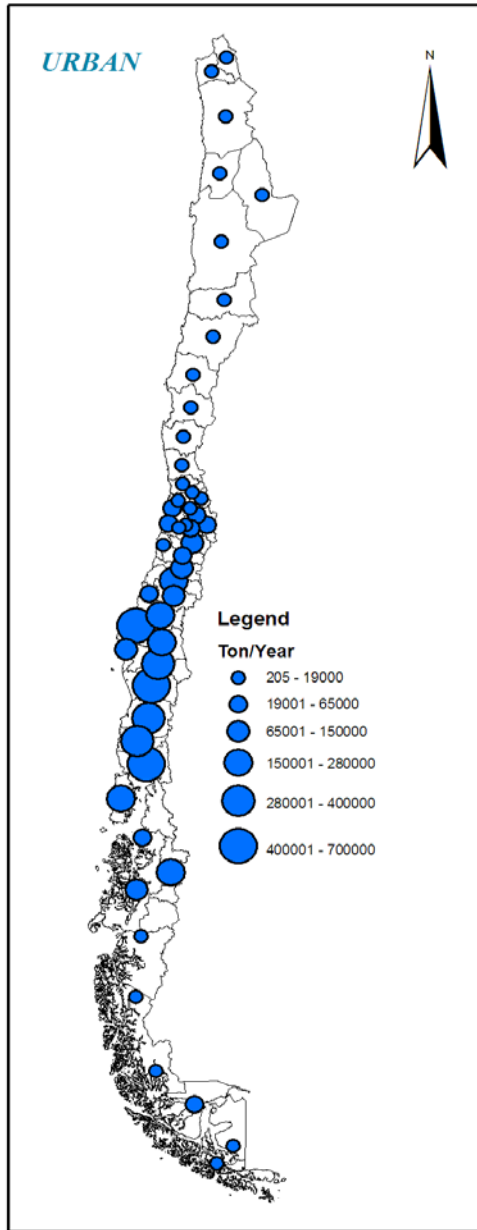 URBAN
N
Legend
Ton/Year
205 - 19000
19001 - 65000
65001 - 150000
150001 - 280000
280001 - 400000
400001 - 700000